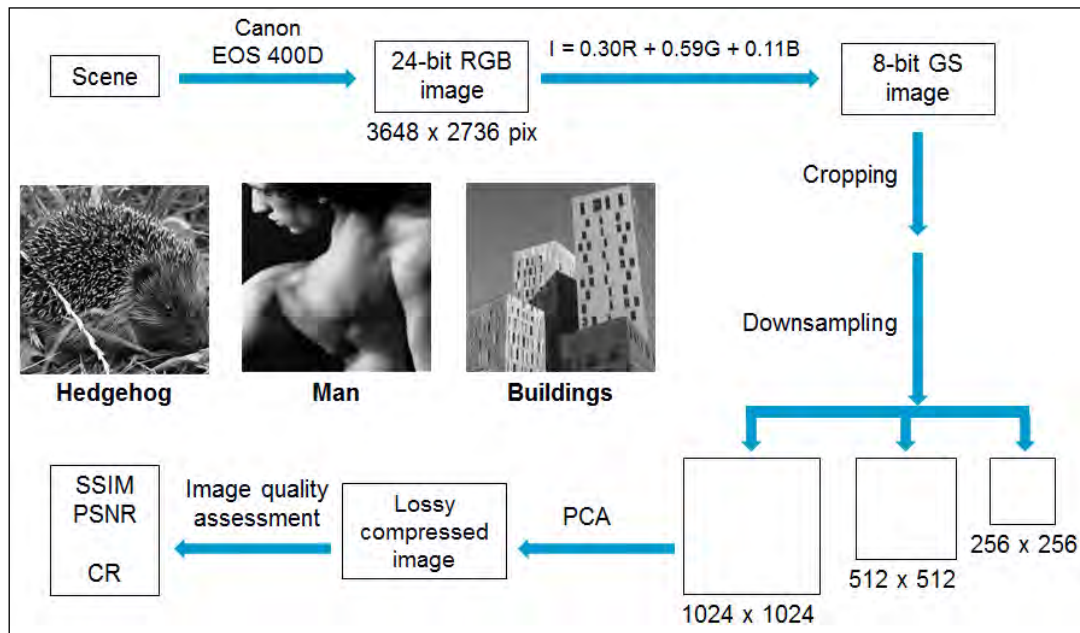 Scene
Canon
EOS 400D
24-bit RGB
image
3648 x 2736 pix
I = 0.30R + 0.59G + 0.11B
8-bit GS
image
Cropping
Hedgehog
Man
Buildings
Downsampling
SSIM
PSNR
CR
Image quality
assessment
Lossy
compressed
image
PCA
1024 x 1024
512 x 512
256 x 256